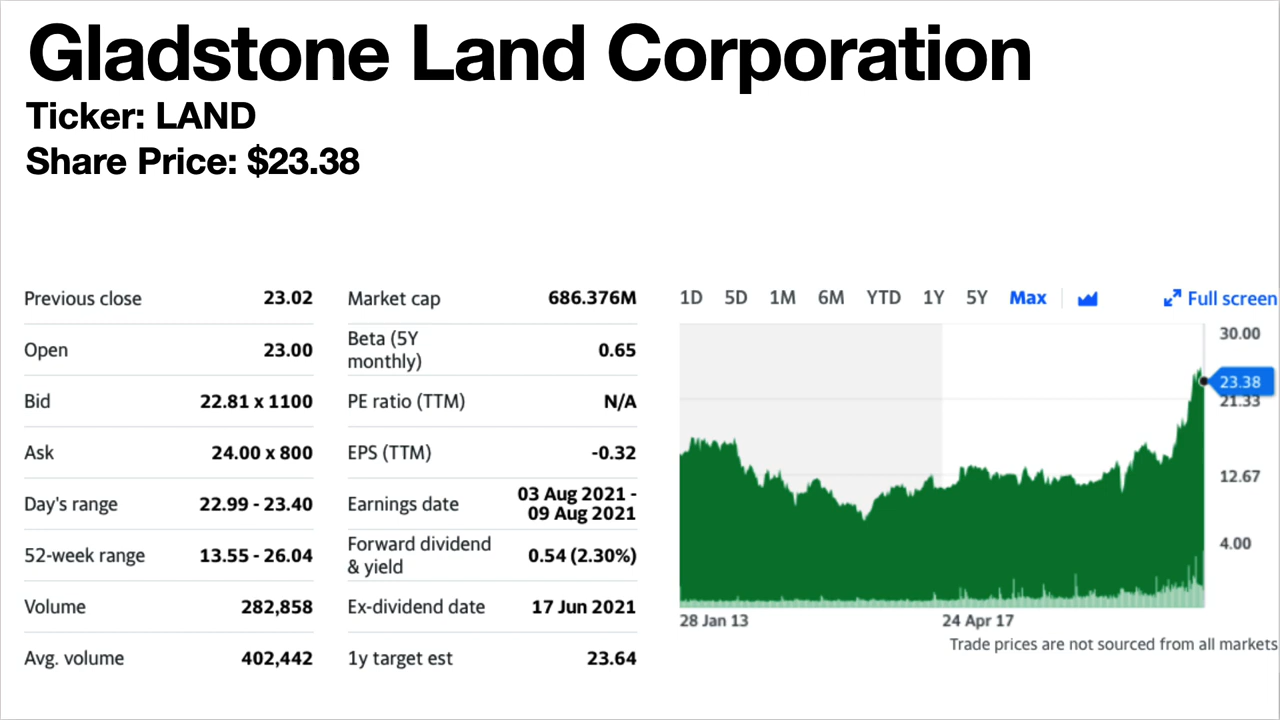 Gladstone Land Corporation
Ticker: LAND
Share Price: $23.38
Previous close 23.02
Open 23.00
Bid 22.81 x 1100
Ask 24.00 x 800
Day's range 22.99 - 23.40
52-week range 13.55 - 26.04
Volume 282,858
Avg. volume 402,442
Market cap 686.376M
Beta (5Y
monthly) 0.65
PE ratio (TTM) N/A
EPS (TTM) -0.32
Earnings date 03 Aug 2021 -
09 Aug 2021
Forward dividend
& yield 0.54 (2.30%)
Ex-dividend date 17 Jun 2021
1y target est 23.64
1D 5D 1M 6M YTD 1Y 5Y Max Full screen
30.00
23.38
21.33
12.67
4.00
28 Jan 13 24 Apr 17
Trade prices are not sourced from all markets